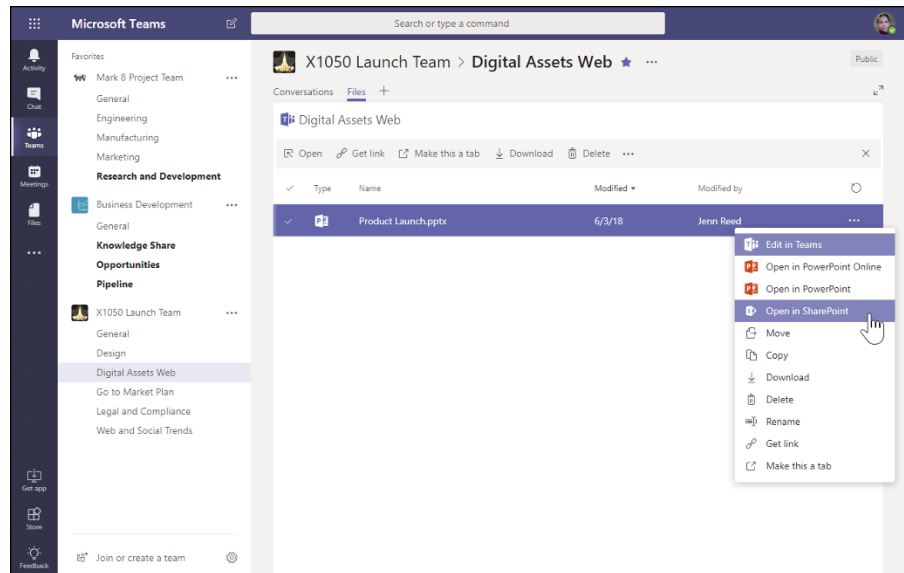 Microsoft Teams
Search or type a command
Activity
Chat
Teams
Meetings
Files
Get app
Store
Feedback
Favorites
Mark 8 Project Team
General
Engineering
Manufacturing
Marketing
Research and Development
Business Development
General
Knowledge Share
Opportunities
Pipeline
X1050 Launch Team
General
Design
Digital Assets Web
Go to Market Plan
Legal and Compliance
Web and Social Trends
Join or create a team
X1050 Launch Team > Digital Assets Web
Public
Conversations Files
Digital Assets Web
Open Get link Make this a tab Download Delete
Type Name Modified Modified by
Product Launch.pptx 6/3/18 Jenn Reed
Edit in Teams
Open in PowerPoint Online
Open in PowerPoint
Open in SharePoint
Move
Copy
Download
Delete
Rename
Get link
Make this a tab